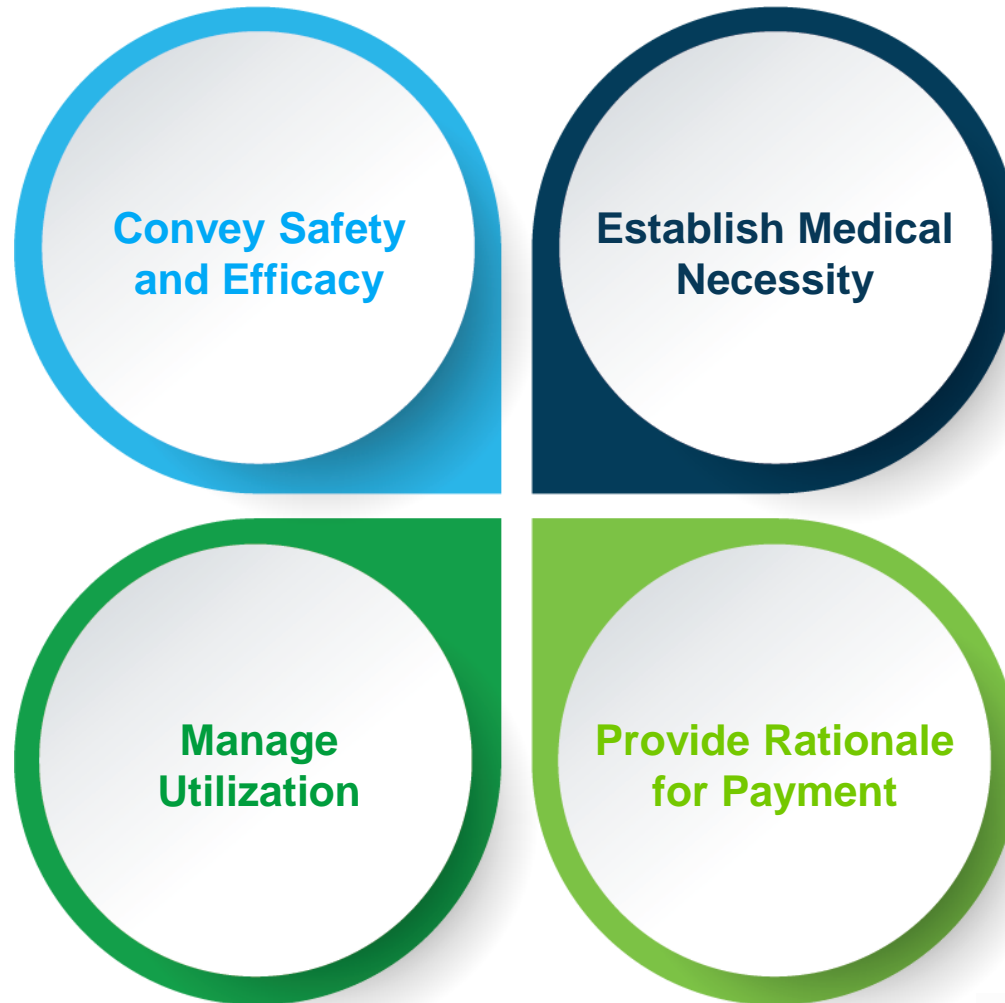 Convey Safety
and Efficacy
Establish Medical
Necessity
Manage
Utilization
Provide Rationale
for Payment